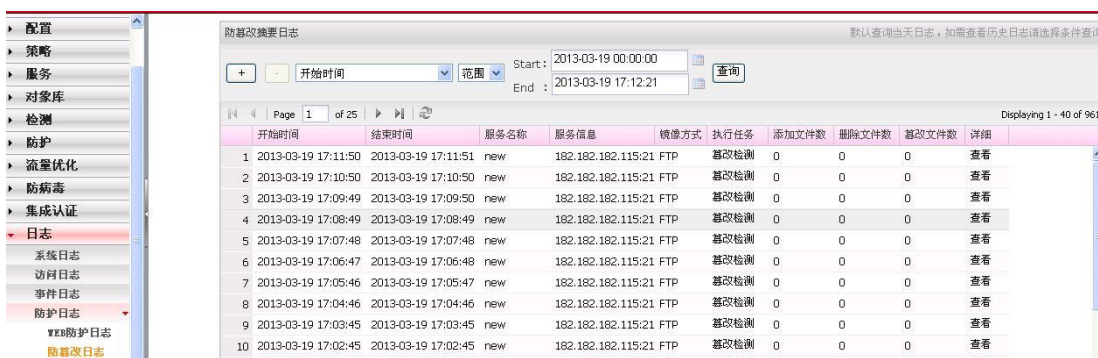 配置
策略
服务
对象库
检测
防护
流量优化
防病毒
集成认证
日志
系统日志
访问日志
事件日志
防护日志
WEB防护日志
防篡改日志
防篡改摘要日志 默认查询当天日志，如需查看历史日志请选择条件查询
+ - 开始时间 范围 Start: 2013-03-19 00:00:00 查询
End : 2013-03-19 17:12:21
Page 1 of 25 Displaying 1 - 40 of 961
开始时间 结束时间 服务名称 服务信息 镜像方式 执行任务 添加文件数 删除文件数 篡改文件数 详细
1 2013-03-19 17:11:50 2013-03-19 17:11:51 new 182.182.182.115:21 FTP 篡改检测 0 0 0 查看
2 2013-03-19 17:10:50 2013-03-19 17:10:50 new 182.182.182.115:21 FTP 篡改检测 0 0 0 查看
3 2013-03-19 17:09:49 2013-03-19 17:09:50 new 182.182.182.115:21 FTP 篡改检测 0 0 0 查看
4 2013-03-19 17:08:49 2013-03-19 17:08:49 new 182.182.182.115:21 FTP 篡改检测 0 0 0 查看
5 2013-03-19 17:07:48 2013-03-19 17:07:48 new 182.182.182.115:21 FTP 篡改检测 0 0 0 查看
6 2013-03-19 17:06:47 2013-03-19 17:06:48 new 182.182.182.115:21 FTP 篡改检测 0 0 0 查看
7 2013-03-19 17:05:46 2013-03-19 17:05:47 new 182.182.182.115:21 FTP 篡改检测 0 0 0 查看
8 2013-03-19 17:04:46 2013-03-19 17:04:46 new 182.182.182.115:21 FTP 篡改检测 0 0 0 查看
9 2013-03-19 17:03:45 2013-03-19 17:03:45 new 182.182.182.115:21 FTP 篡改检测 0 0 0 查看
10 2013-03-19 17:02:45 2013-03-19 17:02:45 new 182.182.182.115:21 FTP 篡改检测 0 0 0 查看